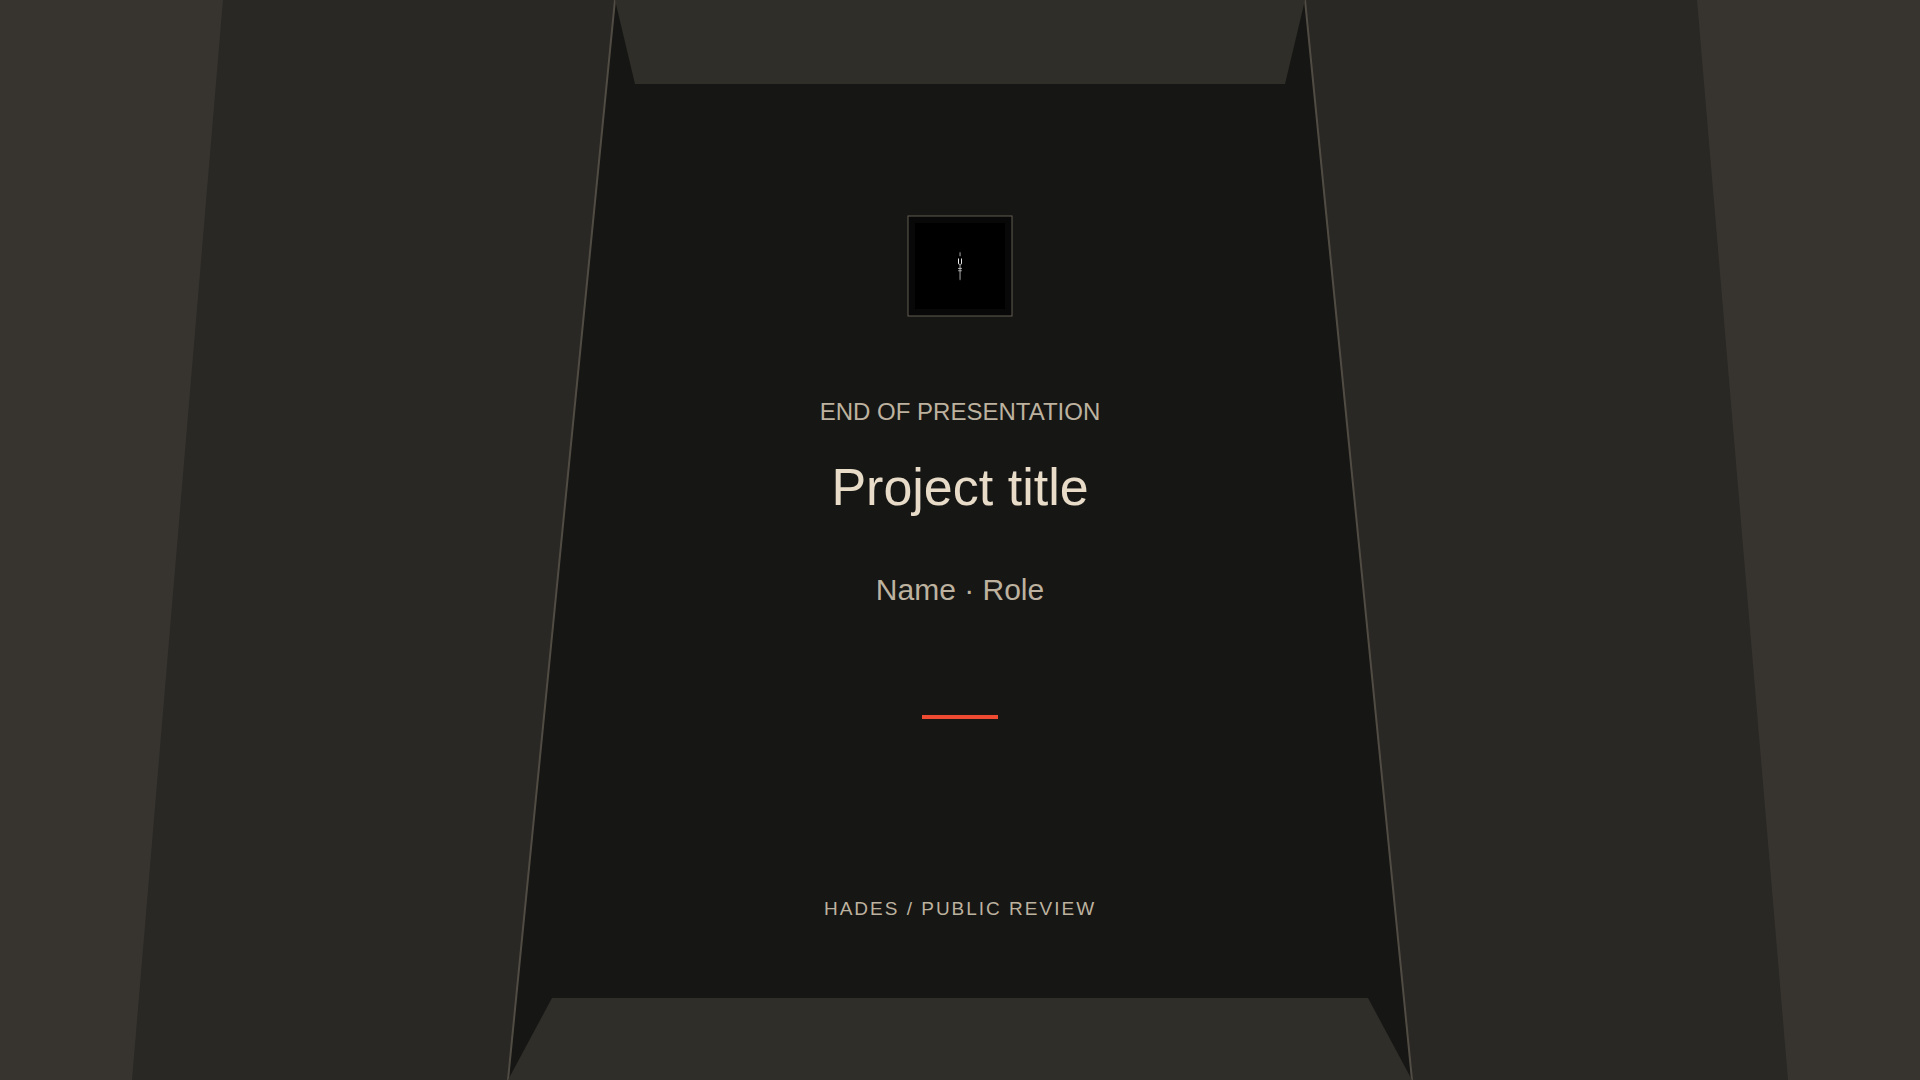 END OF PRESENTATION
Project title
Name · Role
HADES / PUBLIC REVIEW